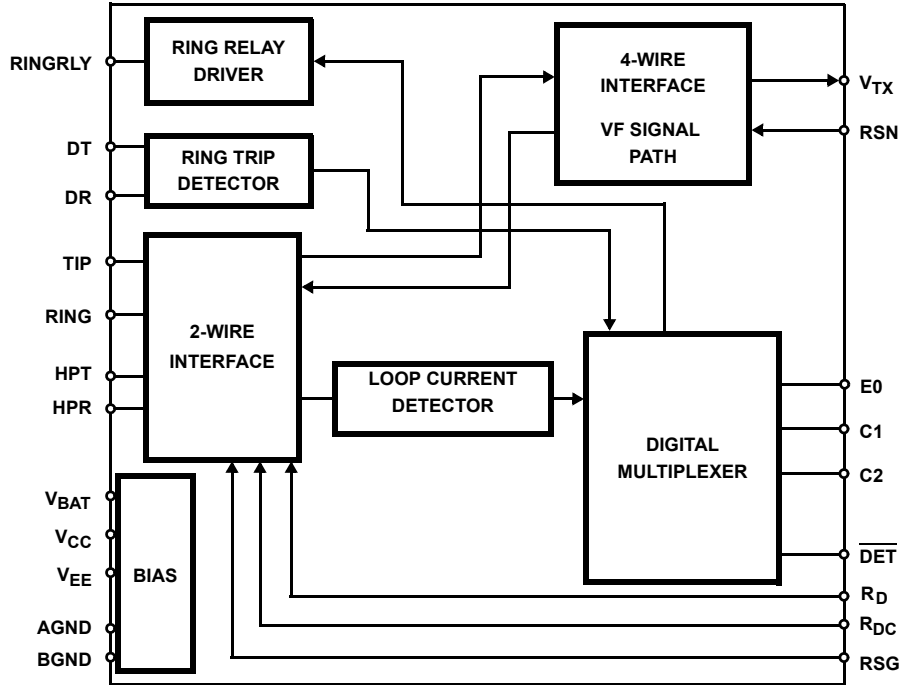 RINGRLY
DT
DR
TIP
RING
HPT
HPR
VBAT
VCC
VEE
AGND
BGND
RING RELAY
DRIVER
RING TRIP
DETECTOR
2-WIRE
INTERFACE
BIAS
LOOP CURRENT
DETECTOR
4-WIRE
INTERFACE
VF SIGNAL
PATH
DIGITAL
MULTIPLEXER
VTX
RSN
E0
C1
C2
DET
RD
RDC
RSG